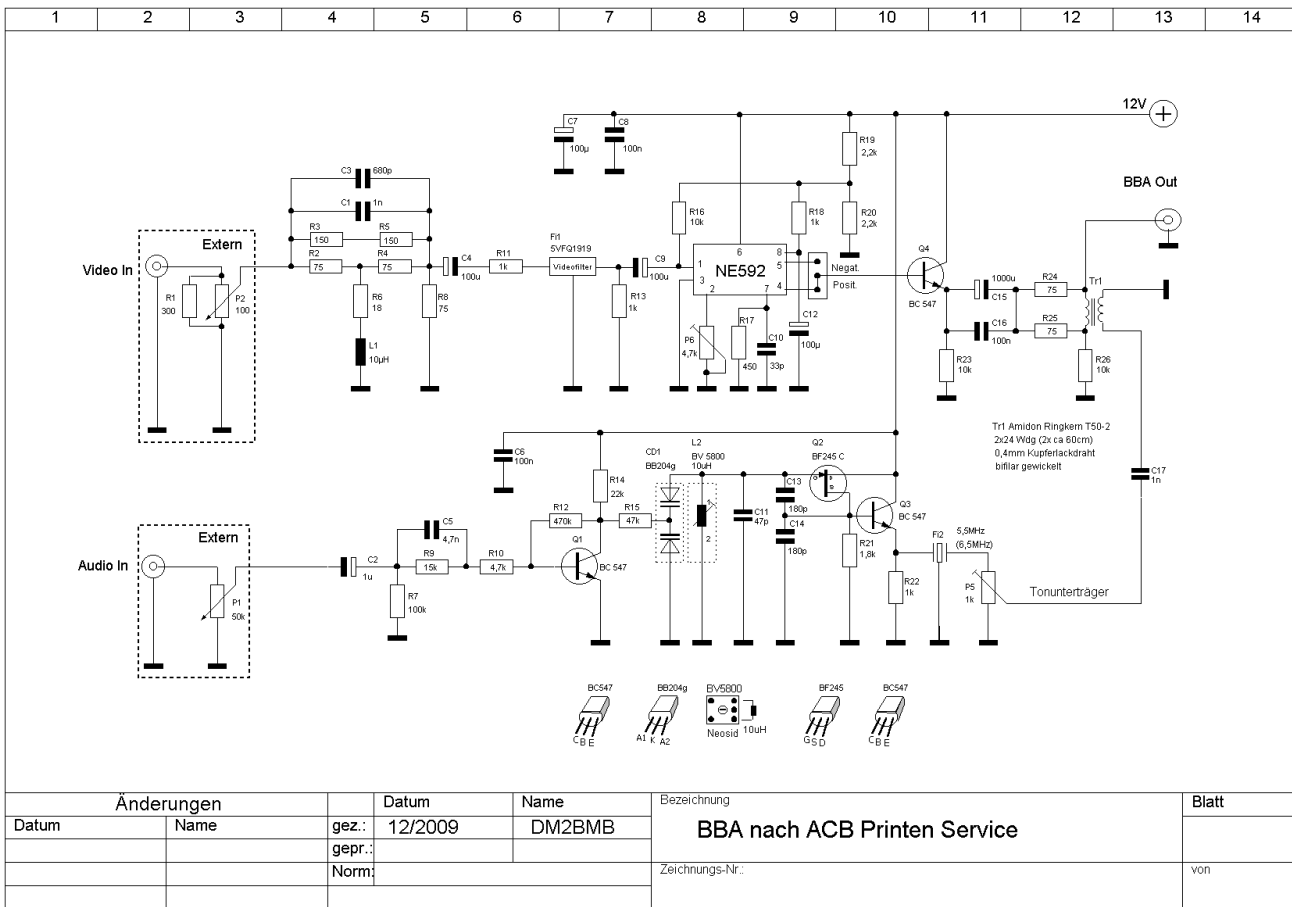 1 2 3 4 5 6 7 8 9 10 11 12 13 14
12V
C7
100µ
C8
100n
R19
2,2k
C3 680p
C1 1n
R3
150
R5
150
R2
75
R4
75
Extern
Video In
R1
300
P2
100
R6
18
L1
10µH
R8
75
C4
100u
R11
1k
Fi1
5VFQ1919
Videofilter
R13
1k
C9
100u
R16
10k
R18
1k
R20
2,2k
NE592
1
3
2
6
7
8
5
4
Negat.
Posit.
P6
4,7k
R17
450
C10
33p
C12
100µ
Q4
BC 547
BBA Out
1000u
C15
C16
100n
R24
75
R25
75
Tr1
R23
10k
R26
10k
Tr1 Amidon Ringkern T50-2
2x24 Wdg (2x ca 60cm)
0,4mm Kupferlackdraht
bifilar gewickelt
C17
1n
C6
100n
R14
22k
CD1
BB204g
L2
BV 5800
10uH
2
Q2
BF245 C
C13
180p
C14
180p
C11
47p
R12
470k
R15
47k
Q1
BC 547
Q3
BC 547
R21
1,8k
R22
1k
Fi2
5,5MHz
(6,5MHz)
P5
1k
Tonunterträger
Extern
Audio In
P1
50k
C2
1u
C5
4,7n
R9
15k
R10
4,7k
R7
100k
BC547
C B E
BB204g
A1 K A2
BV5800
10uH
Neosid
BF245
G S D
BC547
C B E
Änderungen Datum Name Bezeichnung Blatt
Datum Name gez.: 12/2009 DM2BMB BBA nach ACB Printen Service
gepr.:
Norm: Zeichnungs-Nr.: von